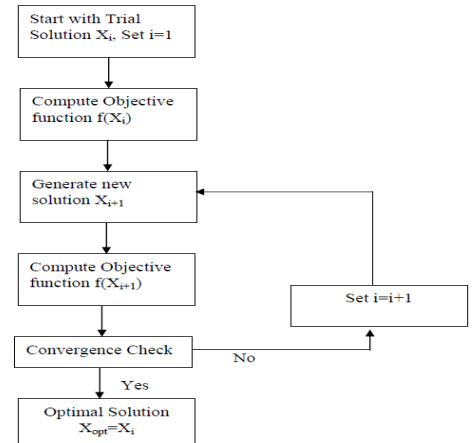 Start with Trial
Solution Xᵢ, Set i=1
Compute Objective
function f(Xᵢ)
Generate new
solution Xᵢ₊₁
Compute Objective
function f(Xᵢ₊₁)
Set i=i+1
Convergence Check
No
Yes
Optimal Solution
Xₒₚₜ=Xᵢ